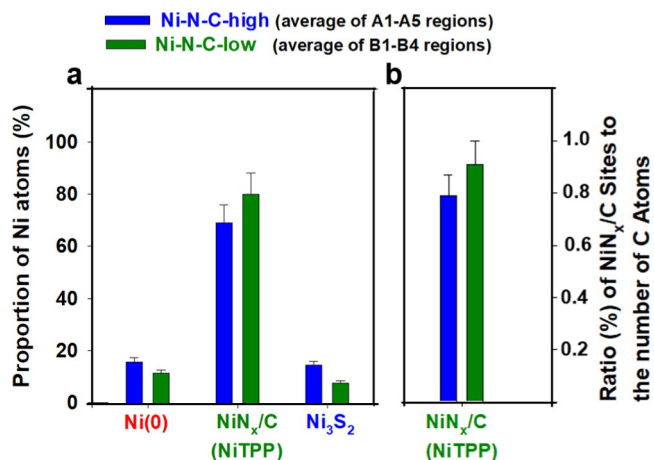 Ni-N-C-high (average of A1-A5 regions)
Ni-N-C-low (average of B1-B4 regions)
a
b
Proportion of Ni atoms (%)
100
80
60
40
20
0
Ni(0)
NiNₓ/C
(NiTPP)
Ni₃S₂
1.0
0.8
0.6
0.4
0.2
Ratio (%) of NiNₓ/C Sites to
the number of C Atoms
NiNₓ/C
(NiTPP)